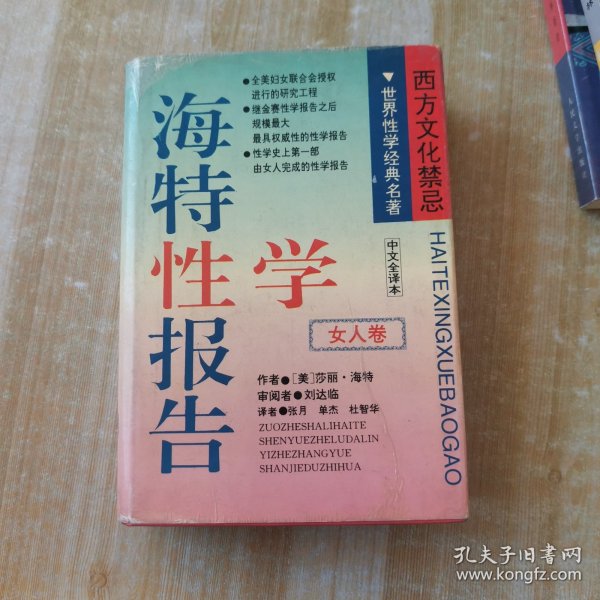 西方文化禁忌
▼世界性学经典名著
●全美妇女联合会授权
进行的研究工程
●继金赛性学报告之后
规模最大
最具权威性的性学报告
●性学史上第一部
由女人完成的性学报告
海特性学报告
中文全译本
女人卷
HAITEXINGXUEBAOGAO
作者●[美]莎丽·海特
审阅者●刘达临
译者●张月 单杰 杜智华
ZUOZHESHALIHAITE
SHENYUEZHELUDALIN
YIZHEZHANGYUE
SHANJIEDUZHIHUA
孔夫子旧书网
www.kongfz.com